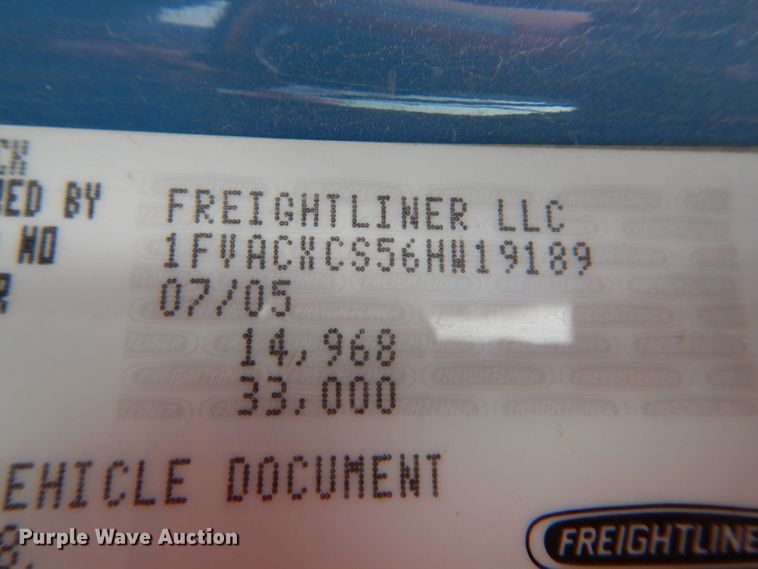 ED BY FREIGHTLINER LLC
NO 1FVACXCS56HW19189
R 07/05
14,968
33,000
EHICLE DOCUMENT
FREIGHTLINE
Purple Wave Auction